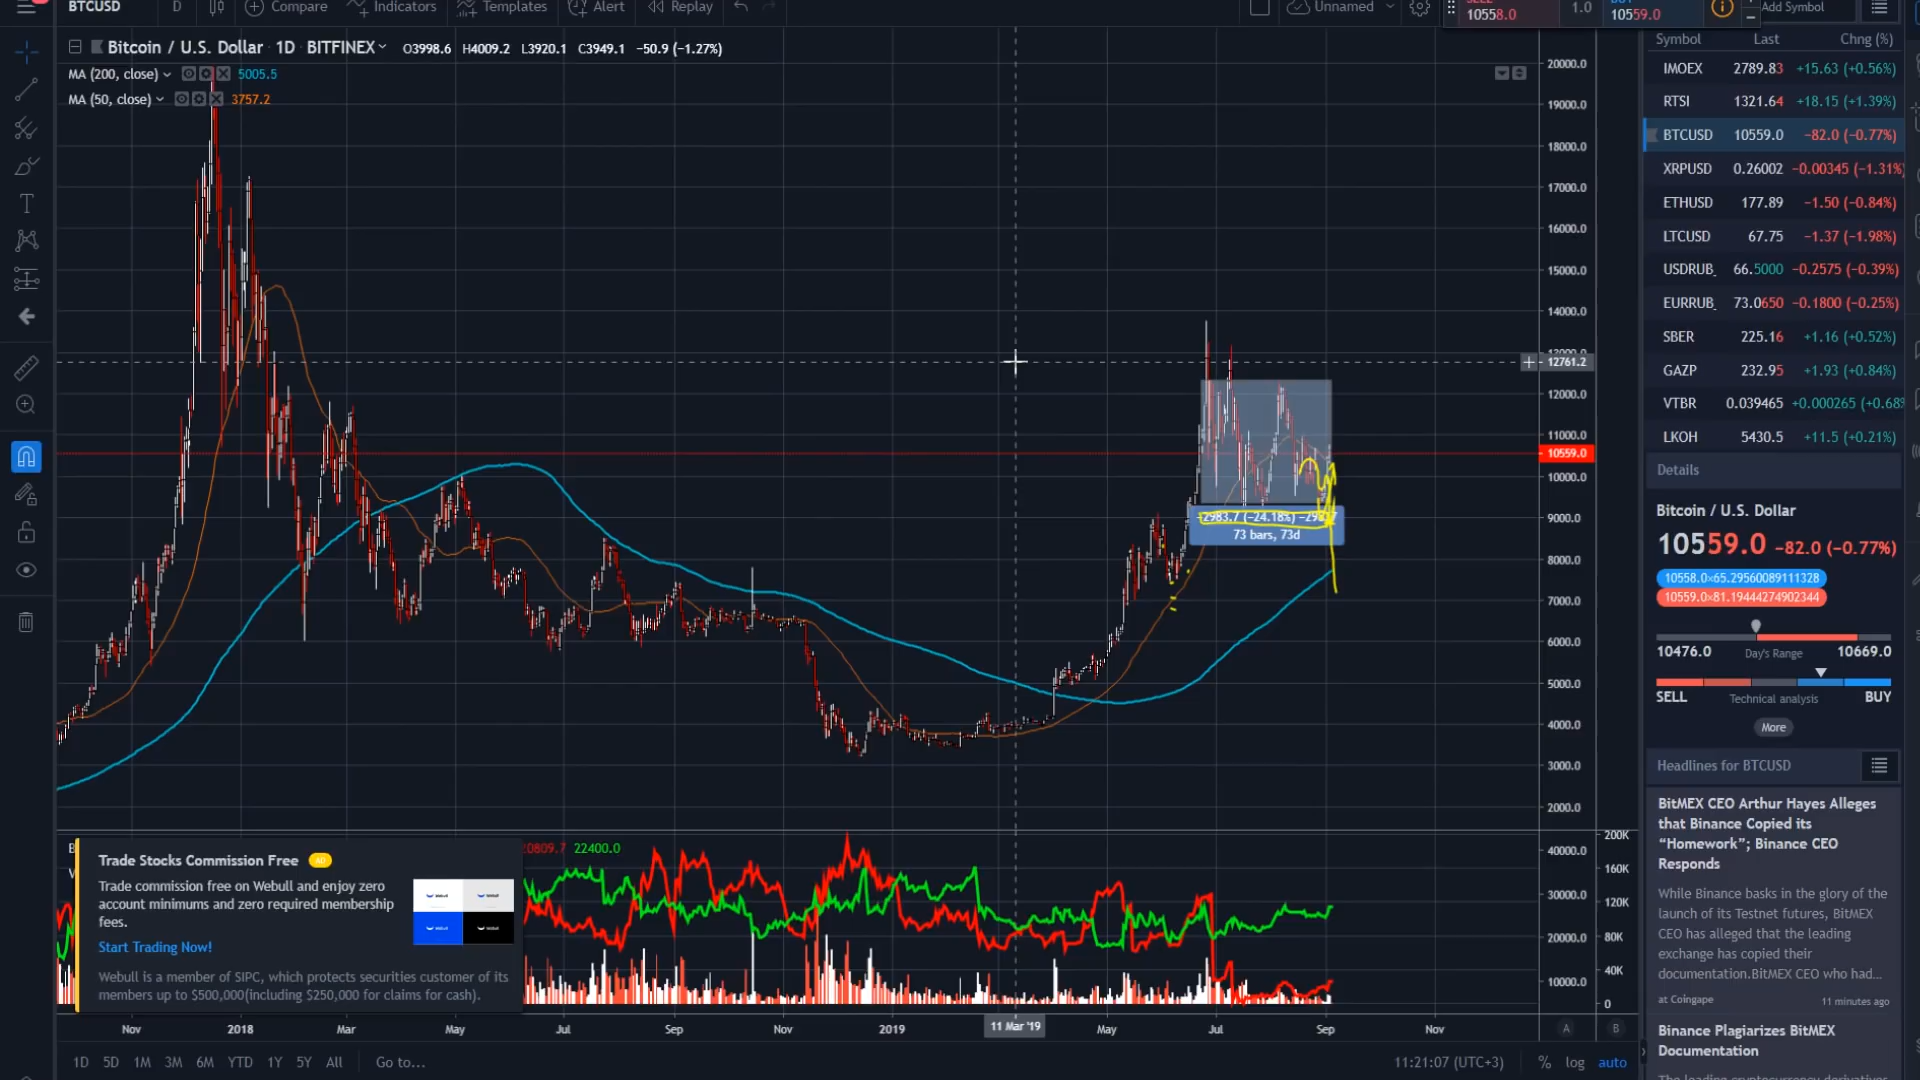 BTCUSD D Compare Indicators Templates Alert Replay Unnamed
SELL 10558.0 1.0 BUY 10559.0 Add Symbol
Bitcoin / U.S. Dollar 1D BITFINEX O3998.6 H4009.2 L3920.1 C3949.1 −50.9 (−1.27%)
MA (200, close) 5005.5
MA (50, close) 3757.2
20000.0
19000.0
18000.0
17000.0
16000.0
15000.0
14000.0
12761.2
12000.0
11000.0
10559.0
10000.0
9000.0
8000.0
7000.0
6000.0
5000.0
4000.0
3000.0
2000.0
(−24.18%)
73 bars, 73d
22400.0
40000.0
30000.0
20000.0
10000.0
200K
160K
120K
80K
40K
0
Trade Stocks Commission Free AD
Trade commission free on Webull and enjoy zero
account minimums and zero required membership
fees.
Start Trading Now!
Webull is a member of SIPC, which protects securities customer of its
members up to $500,000(including $250,000 for claims for cash).
Nov 2018 Mar May Jul Sep Nov 2019 11 Mar '19 May Jul Sep Nov A B
1D 5D 1M 3M 6M YTD 1Y 5Y All Go to... 11:21:07 (UTC+3) % log auto
Symbol Last Chng (%)
IMOEX 2789.83 +15.63 (+0.56%)
RTSI 1321.64 +18.15 (+1.39%)
BTCUSD 10559.0 −82.0 (−0.77%)
XRPUSD 0.26002 −0.00345 (−1.31%)
ETHUSD 177.89 −1.50 (−0.84%)
LTCUSD 67.75 −1.37 (−1.98%)
USDRUB_ 66.5000 −0.2575 (−0.39%)
EURRUB_ 73.0650 −0.1800 (−0.25%)
SBER 225.16 +1.16 (+0.52%)
GAZP 232.95 +1.93 (+0.84%)
VTBR 0.039465 +0.000265 (+0.68%
LKOH 5430.5 +11.5 (+0.21%)
Details
Bitcoin / U.S. Dollar
10559.0 −82.0 (−0.77%)
10558.0×65.29560089111328
10559.0×81.19444274902344
10476.0 Day's Range 10669.0
SELL Technical analysis BUY
More
Headlines for BTCUSD
BitMEX CEO Arthur Hayes Alleges
that Binance Copied its
“Homework”; Binance CEO
Responds
While Binance basks in the glory of the
launch of its Testnet futures, BitMEX
CEO has alleged that the leading
exchange has copied their
documentation.BitMEX CEO who had...
at Coingape 11 minutes ago
Binance Plagiarizes BitMEX
Documentation